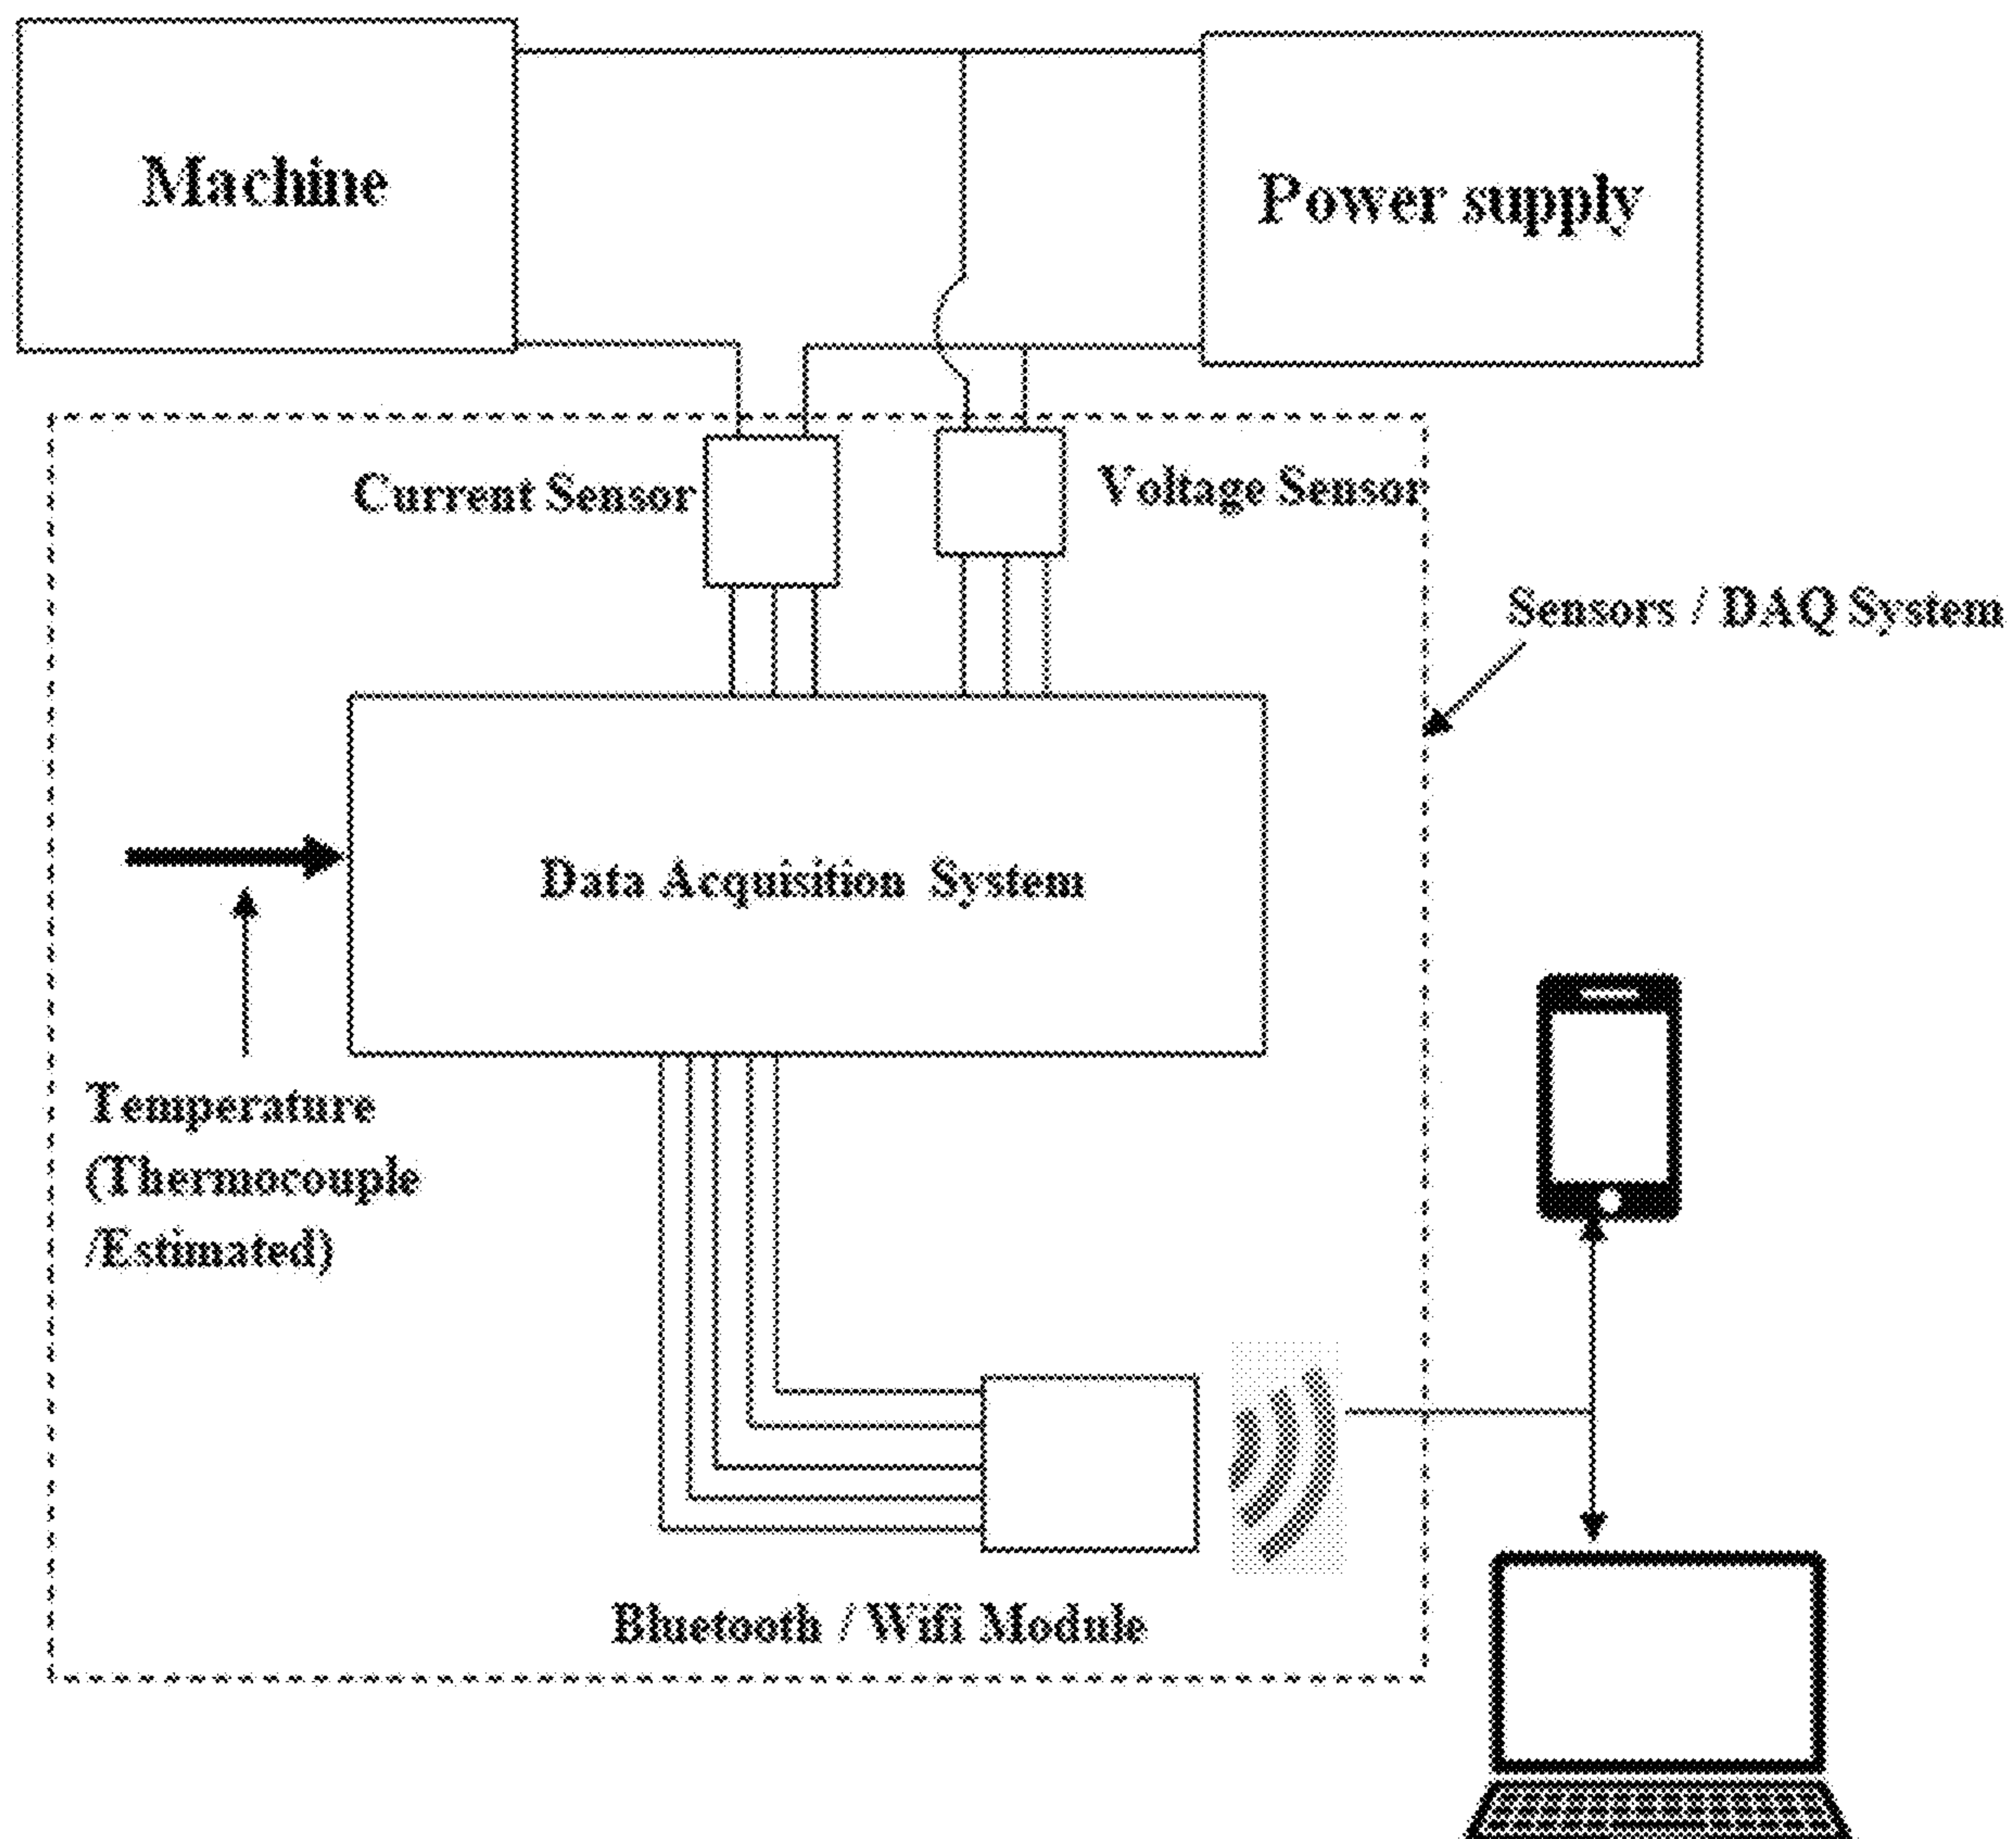 Machine
Power supply
Current Sensor
Voltage Sensor
Sensors / DAQ System
Data Acquisition System
Temperature
(Thermocouple
/Estimated)
Bluetooth / Wifi Module